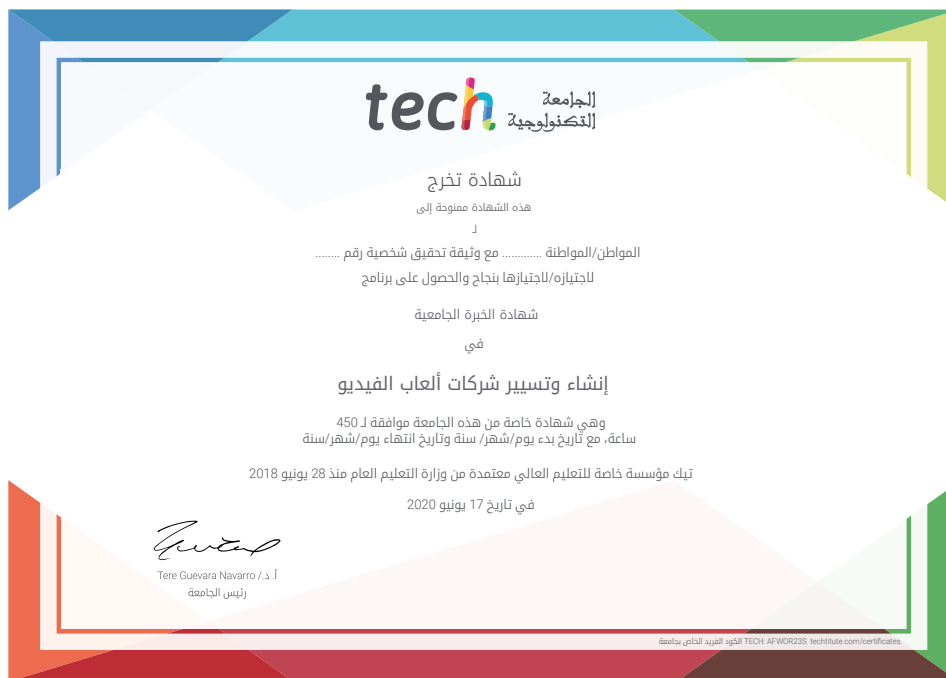 tech الجامعة
التكنولوجية
شهادة تخرج
هذه الشهادة ممنوحة إلى
لـ
المواطن/المواطنة ............ مع وثيقة تحقيق شخصية رقم ........
لاجتيازه/لاجتيازها بنجاح والحصول على برنامج
شهادة الخبرة الجامعية
في
إنشاء وتسيير شركات ألعاب الفيديو
وهي شهادة خاصة من هذه الجامعة موافقة لـ 450
ساعة، مع تاريخ بدء يوم/شهر/ سنة وتاريخ انتهاء يوم/شهر/سنة
تيك مؤسسة خاصة للتعليم العالي معتمدة من وزارة التعليم العام منذ 28 يونيو 2018
في تاريخ 17 يونيو 2020
أ. د./ Tere Guevara Navarro
رئيس الجامعة
الكود الفريد الخاص بجامعة TECH: AFWOR23S techtitute.com/certificates